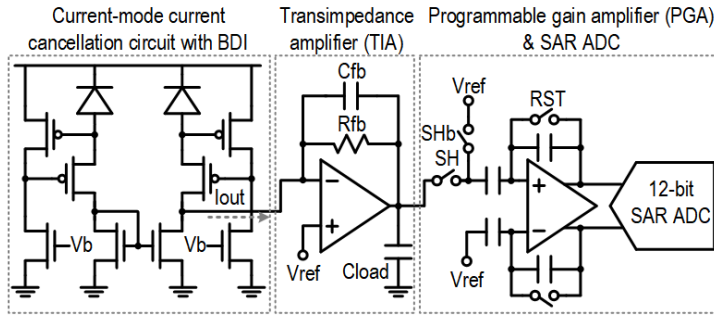 Current-mode current
cancellation circuit with BDI
Transimpedance
amplifier (TIA)
Programmable gain amplifier (PGA)
& SAR ADC
Cfb
Rfb
Vref
SHb
SH
RST
Iout
Vb
Vb
Vref
Cload
Vref
12-bit
SAR ADC